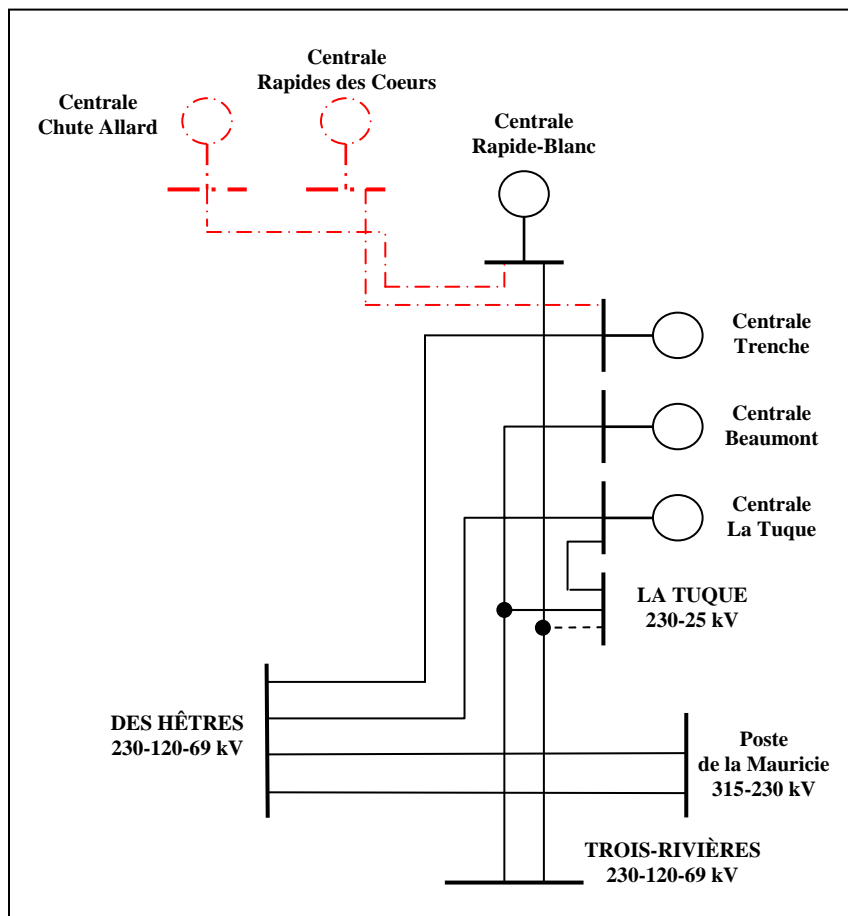 Centrale
Rapides des Coeurs
Centrale
Chute Allard
Centrale
Rapide-Blanc
Centrale
Trenche
Centrale
Beaumont
Centrale
La Tuque
LA TUQUE
230-25 kV
DES HÊTRES
230-120-69 kV
Poste
de la Mauricie
315-230 kV
TROIS-RIVIÈRES
230-120-69 kV